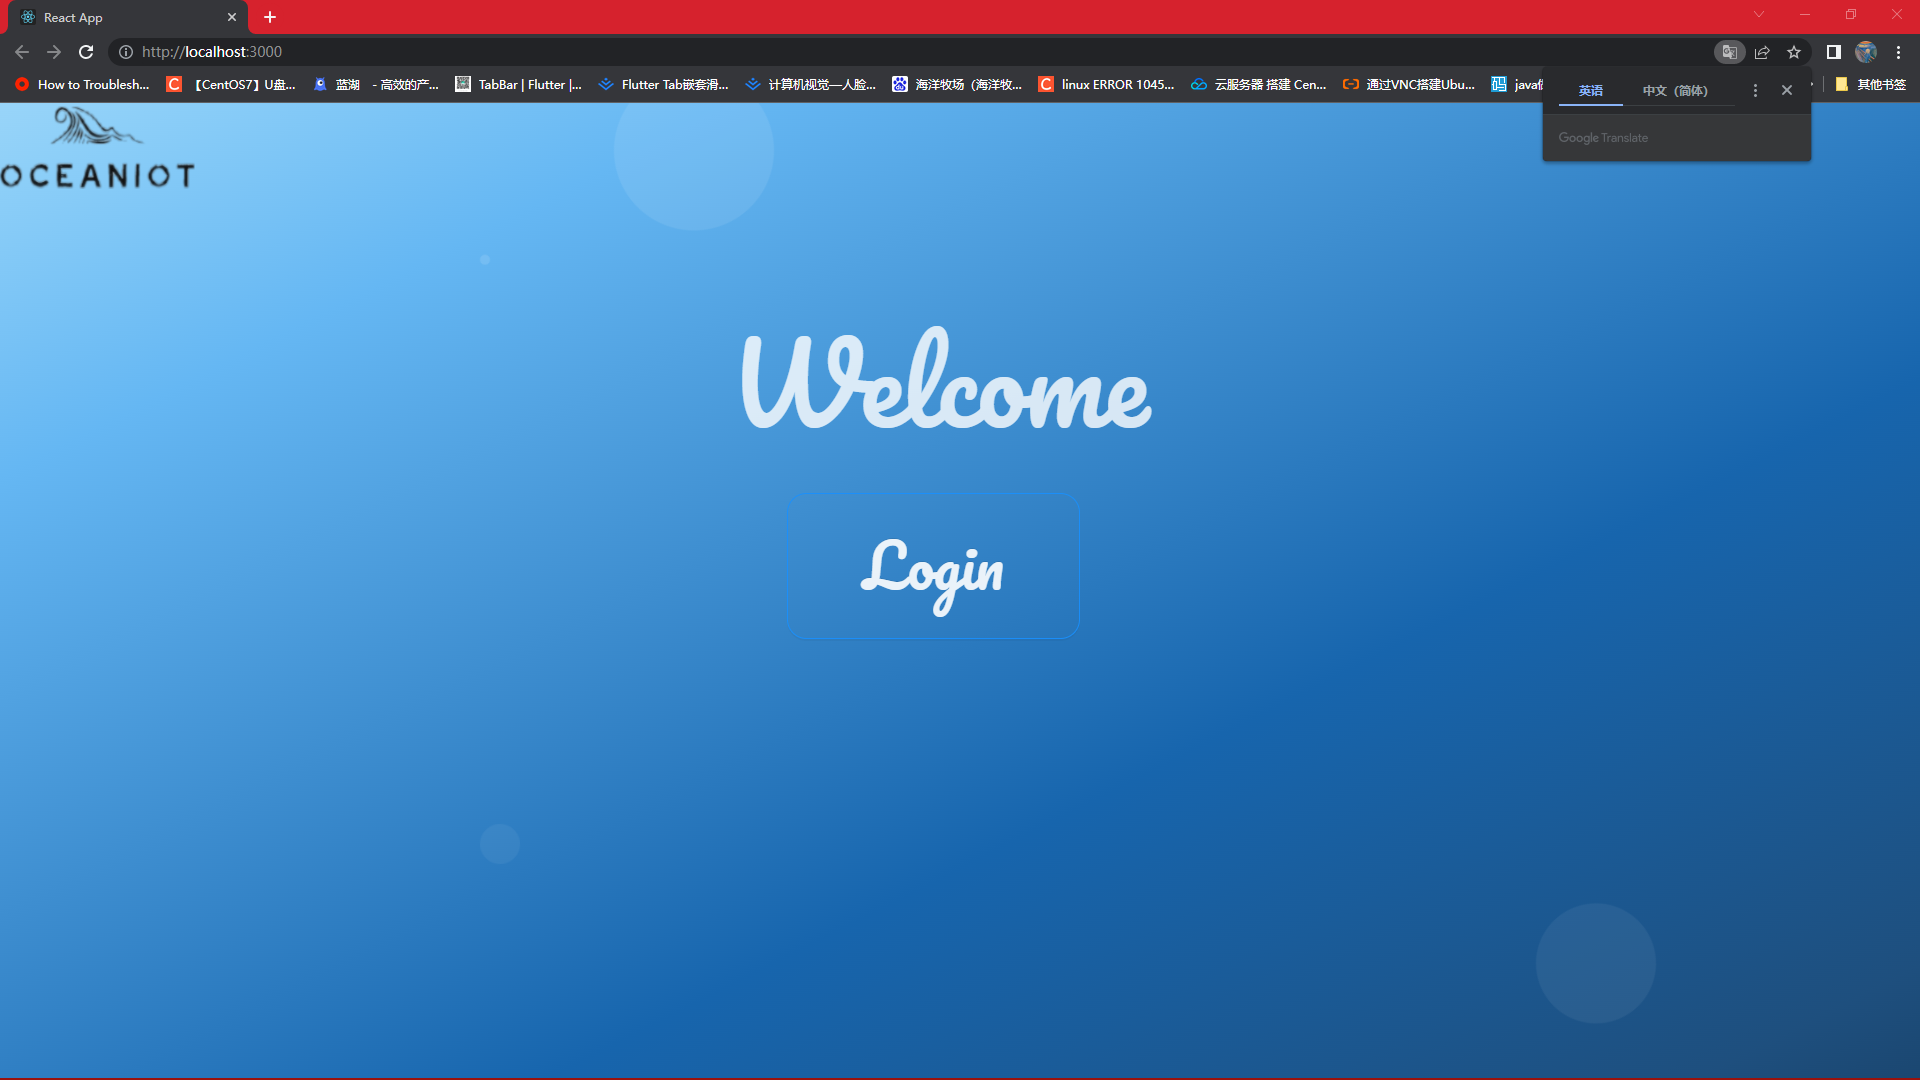 React App
http://localhost:3000
How to Troublesh...
【CentOS7】U盘...
蓝湖 - 高效的产...
TabBar | Flutter |...
Flutter Tab嵌套滑...
计算机视觉—人脸...
海洋牧场（海洋牧...
linux ERROR 1045...
云服务器 搭建 Cen...
通过VNC搭建Ubu...
其他书签
英语 中文（简体）
Google Translate
OCEANIOT
Welcome
Login